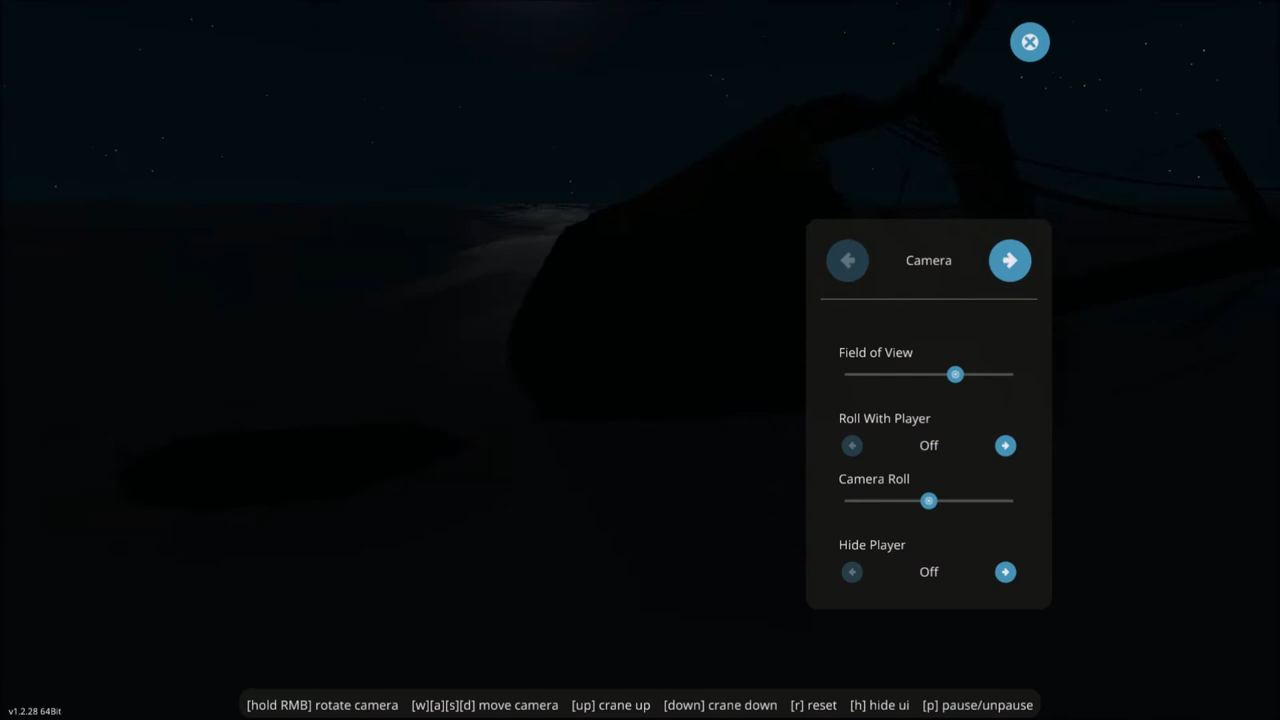 Camera
Field of View
Roll With Player
Off
Camera Roll
Hide Player
Off
[hold RMB] rotate camera [w][a][s][d] move camera [up] crane up [down] crane down [r] reset [h] hide ui [p] pause/unpause
v1.2.28 64Bit